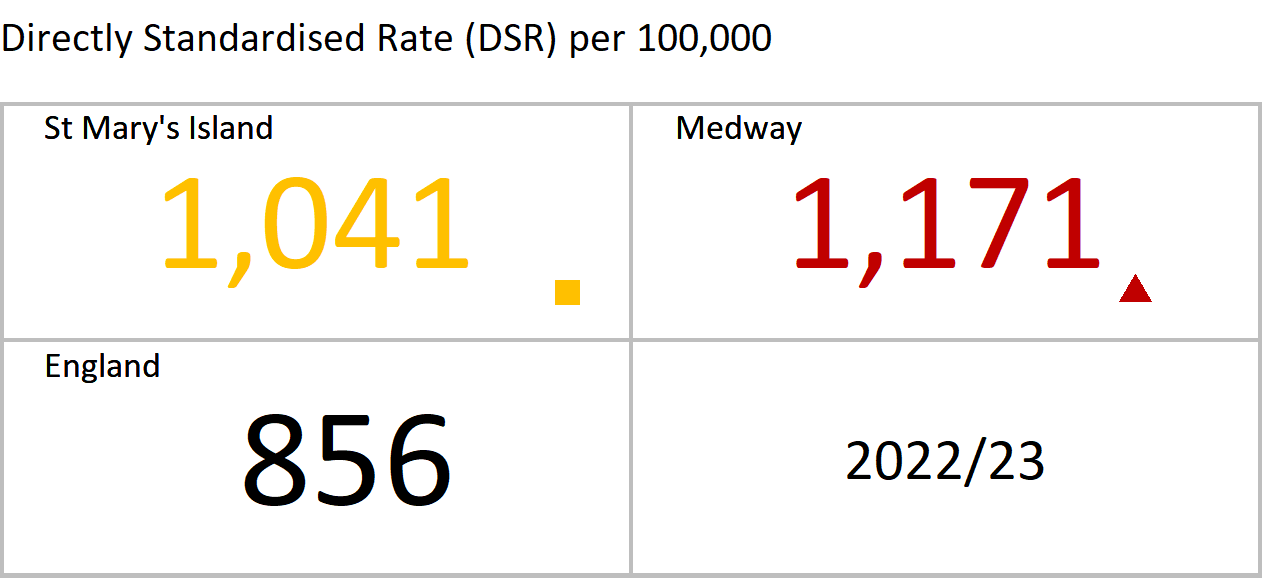 Directly Standardised Rate (DSR) per 100,000
St Mary's Island
Medway
1,041
1,171
England
856
2022/23